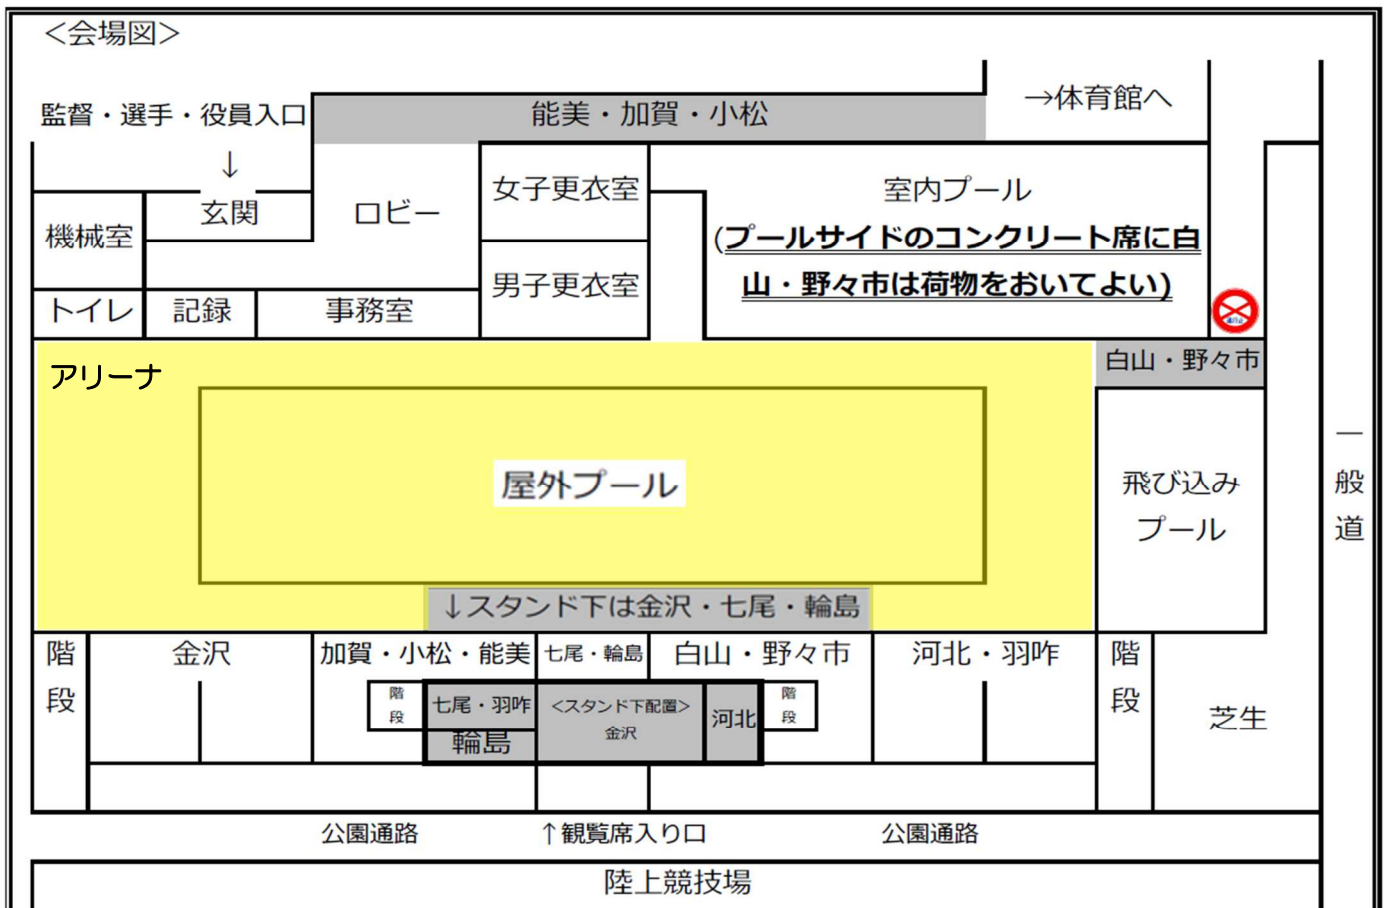 ＜会場図＞
監督・選手・役員入口
↓
能美・加賀・小松
→体育館へ
機械室
玄関
ロビー
女子更衣室
男子更衣室
室内プール
(プールサイドのコンクリート席に白
山・野々市は荷物をおいてよい)
トイレ
記録
事務室
アリーナ
白山・野々市
屋外プール
飛び込み
プール
一般道
↓スタンド下は金沢・七尾・輪島
階段
金沢
加賀・小松・能美
七尾・輪島
白山・野々市
河北・羽咋
階段
階段
七尾・羽咋
輪島
＜スタンド下配置＞
金沢
河北
階段
芝生
公園通路
↑観覧席入り口
公園通路
陸上競技場